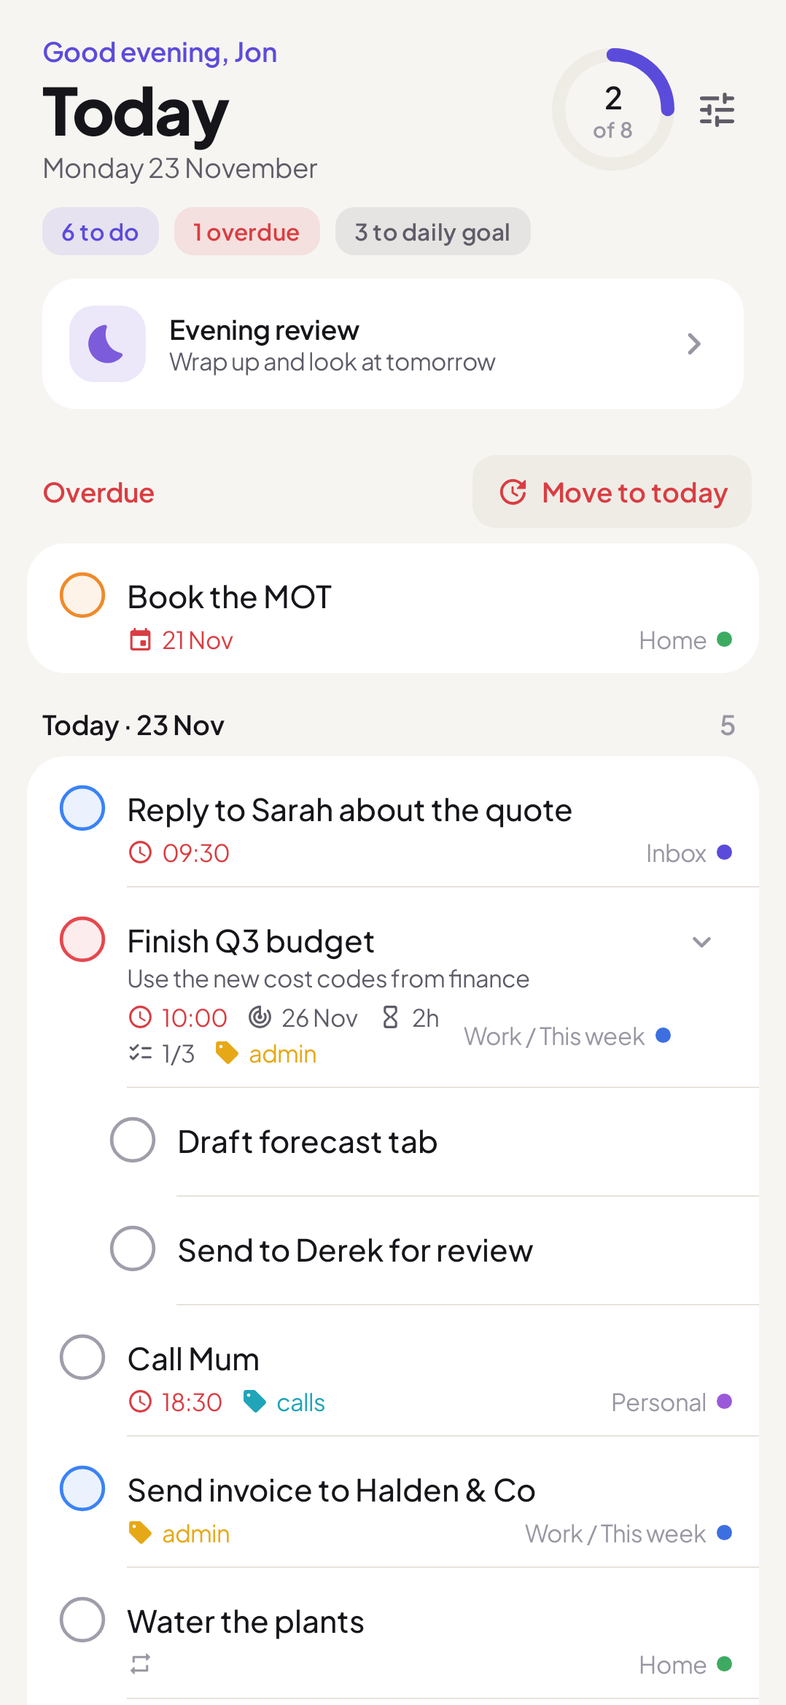 Good evening, Jon
Today
Monday 23 November
2
of 8
6 to do
1 overdue
3 to daily goal
Evening review
Wrap up and look at tomorrow
Overdue
Move to today
Book the MOT
21 Nov
Home
Today · 23 Nov
5
Reply to Sarah about the quote
09:30
Inbox
Finish Q3 budget
Use the new cost codes from finance
10:00 26 Nov 2h
Work / This week
1/3 admin
Draft forecast tab
Send to Derek for review
Call Mum
18:30 calls
Personal
Send invoice to Halden & Co
admin
Work / This week
Water the plants
Home